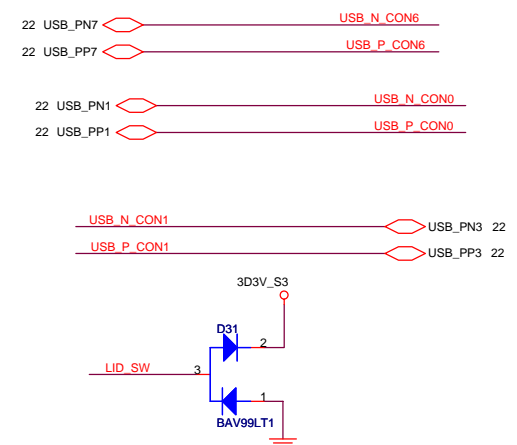 22 USB_PN7 USB_N_CON6
22 USB_PP7 USB_P_CON6
22 USB_PN1 USB_N_CON0
22 USB_PP1 USB_P_CON0
USB_N_CON1 USB_PN3 22
USB_P_CON1 USB_PP3 22
3D3V_S3
D31
2
LID_SW 3
1
BAV99LT1